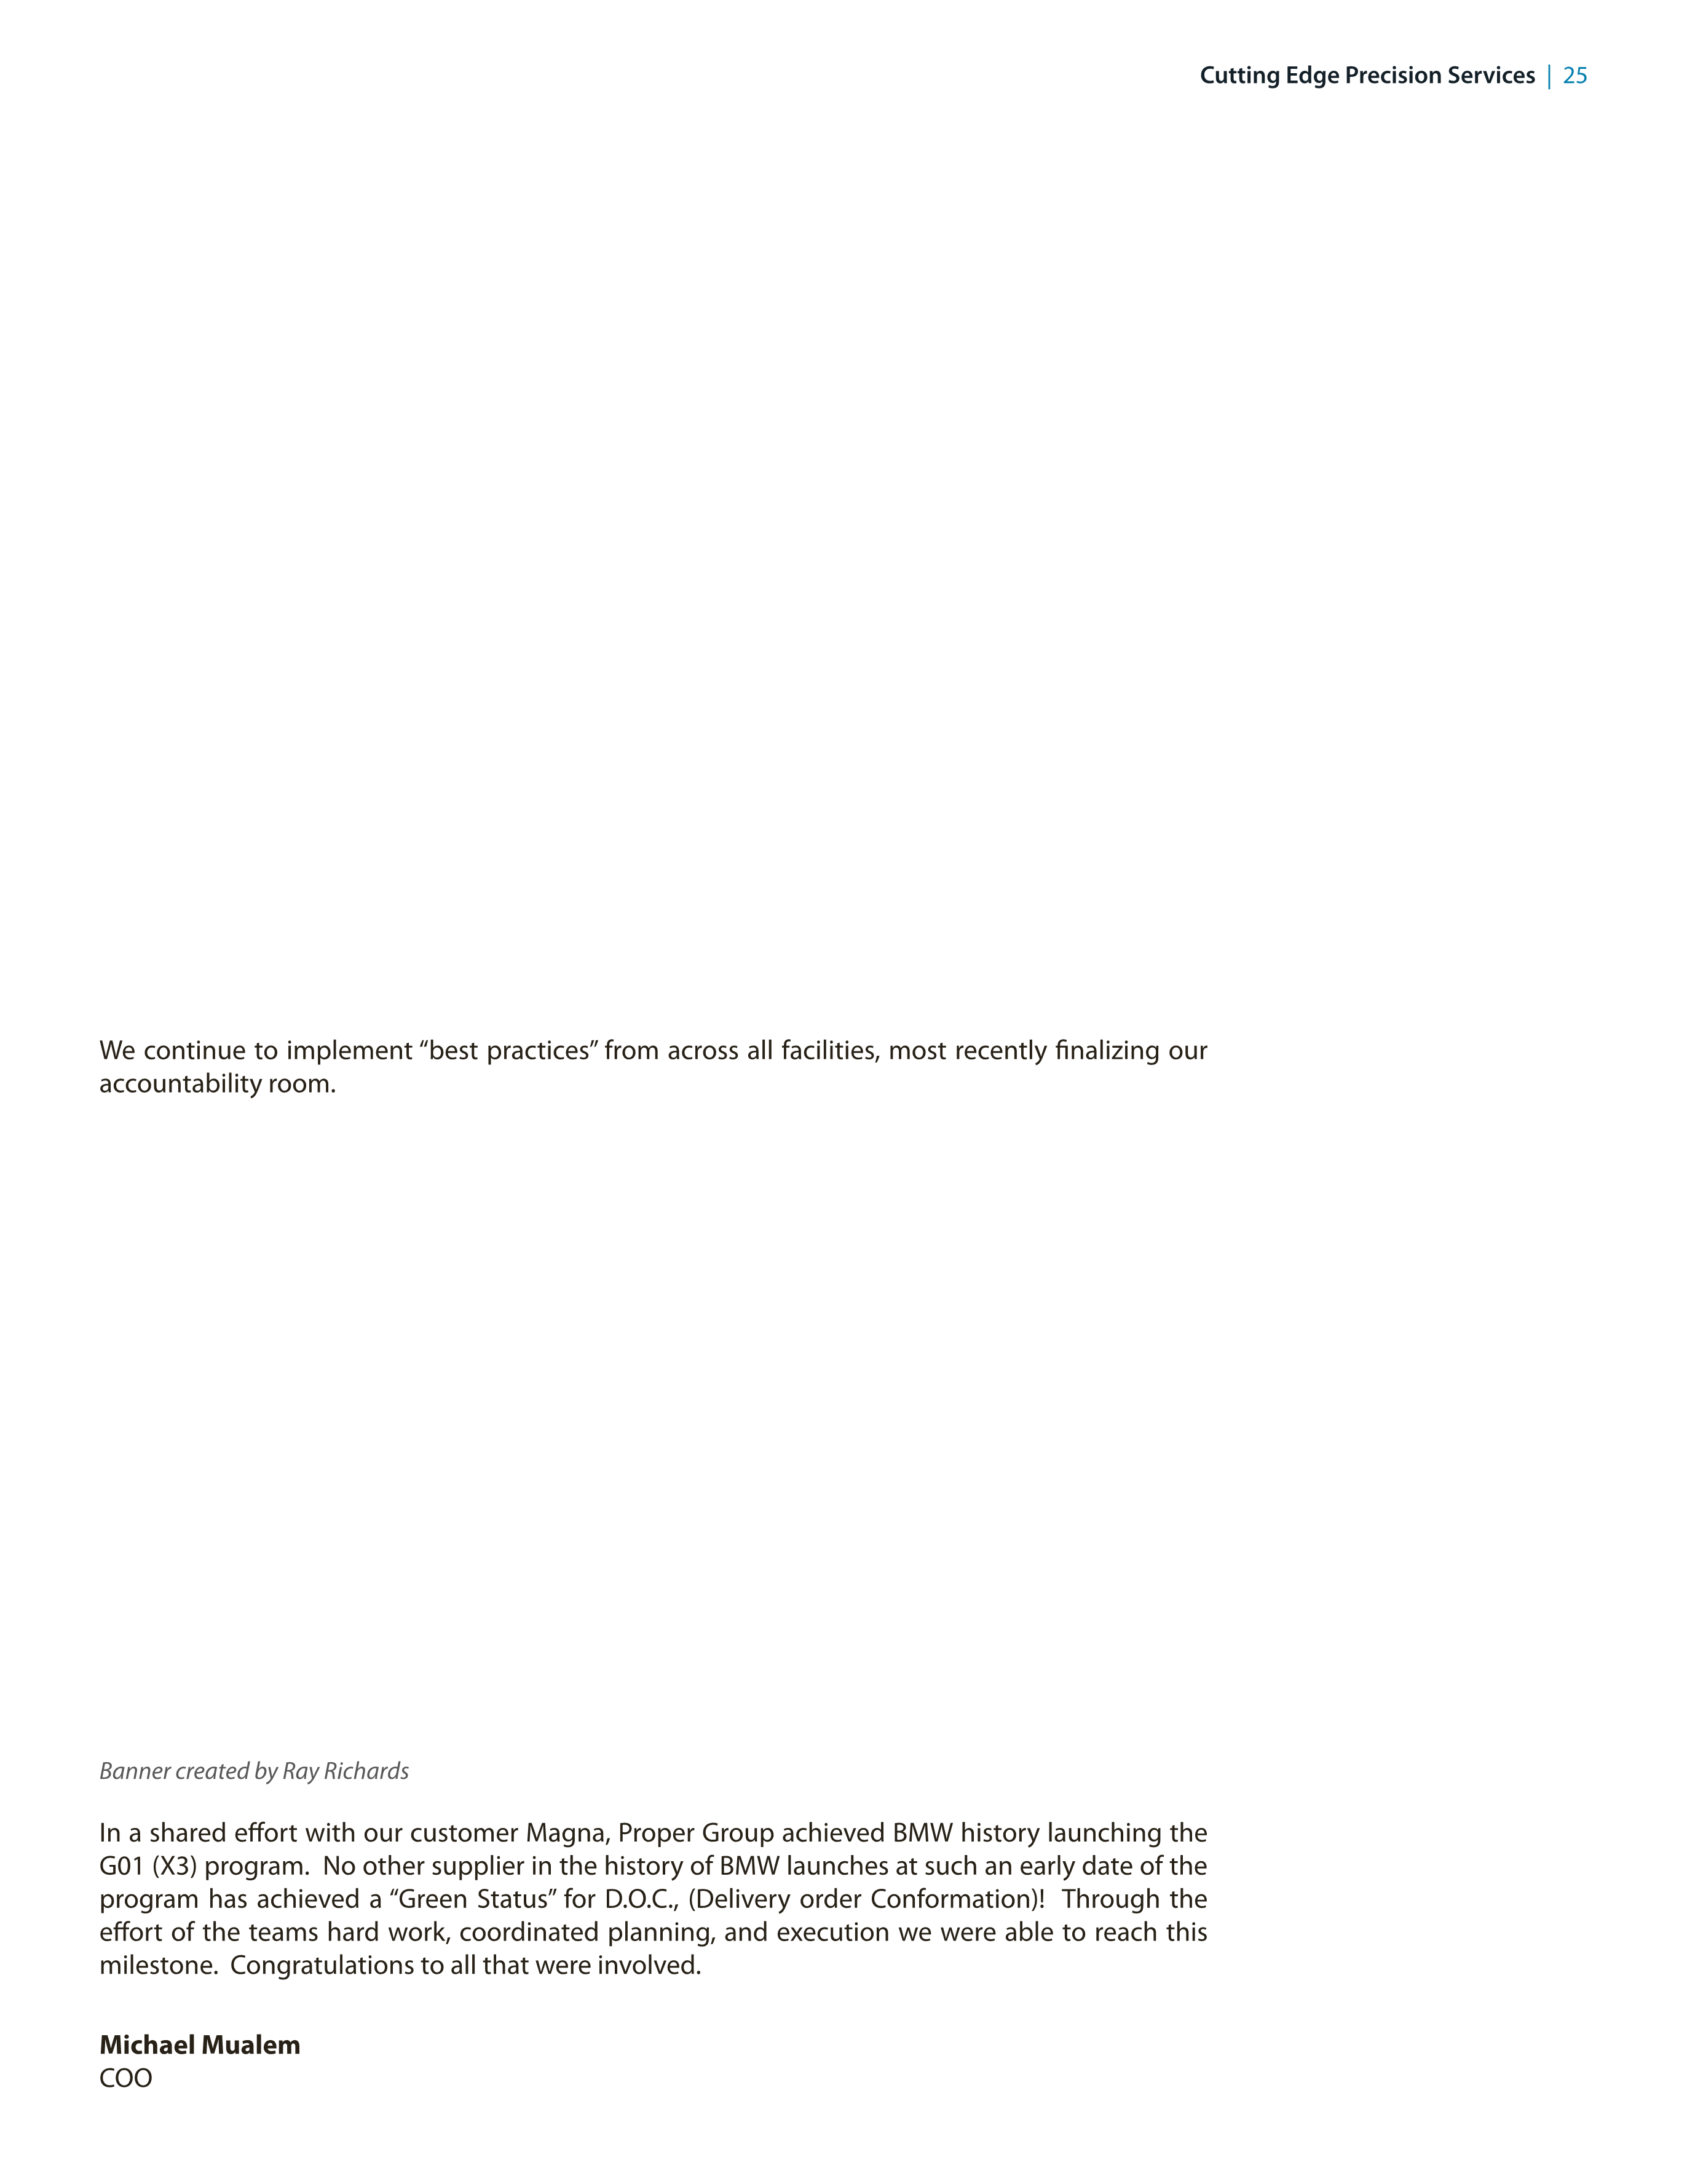 Cutting Edge Precision Services | 25
We continue to implement “best practices” from across all facilities, most recently finalizing our
accountability room.
Banner created by Ray Richards
In a shared effort with our customer Magna, Proper Group achieved BMW history launching the
G01 (X3) program.  No other supplier in the history of BMW launches at such an early date of the
program has achieved a “Green Status” for D.O.C., (Delivery order Conformation)!  Through the
effort of the teams hard work, coordinated planning, and execution we were able to reach this
milestone.  Congratulations to all that were involved.
Michael Mualem
COO